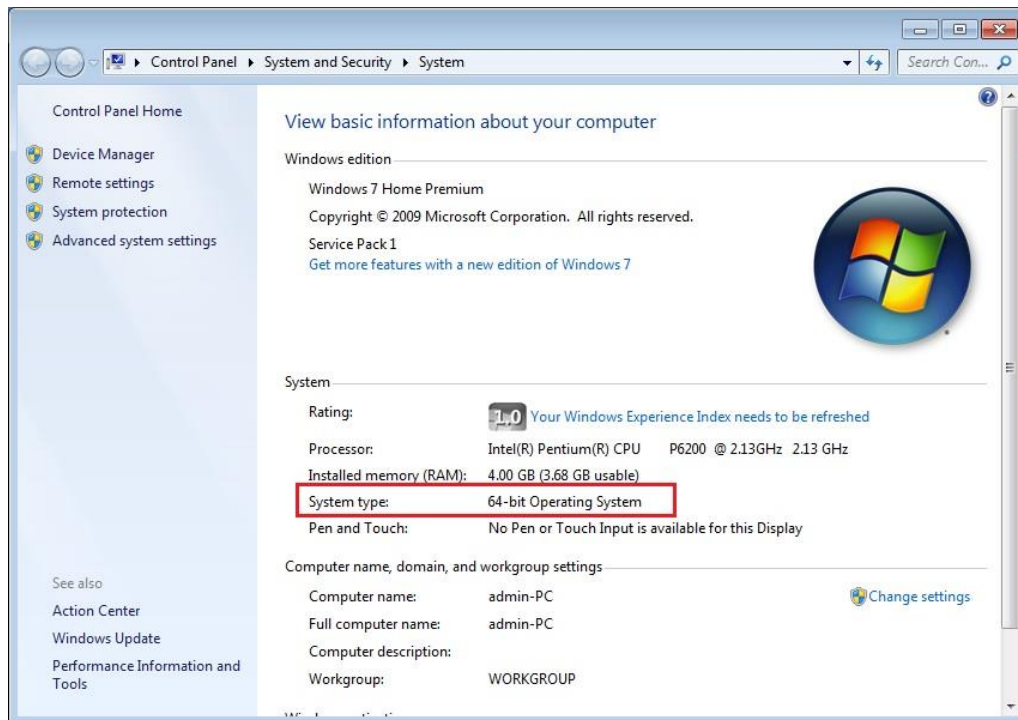 Control Panel ▸ System and Security ▸ System
Search Con...
Control Panel Home
Device Manager
Remote settings
System protection
Advanced system settings
See also
Action Center
Windows Update
Performance Information and
Tools
View basic information about your computer
Windows edition
Windows 7 Home Premium
Copyright © 2009 Microsoft Corporation. All rights reserved.
Service Pack 1
Get more features with a new edition of Windows 7
System
Rating: 1.0 Your Windows Experience Index needs to be refreshed
Processor: Intel(R) Pentium(R) CPU P6200 @ 2.13GHz 2.13 GHz
Installed memory (RAM): 4.00 GB (3.68 GB usable)
System type: 64-bit Operating System
Pen and Touch: No Pen or Touch Input is available for this Display
Computer name, domain, and workgroup settings
Computer name: admin-PC
Change settings
Full computer name: admin-PC
Computer description:
Workgroup: WORKGROUP